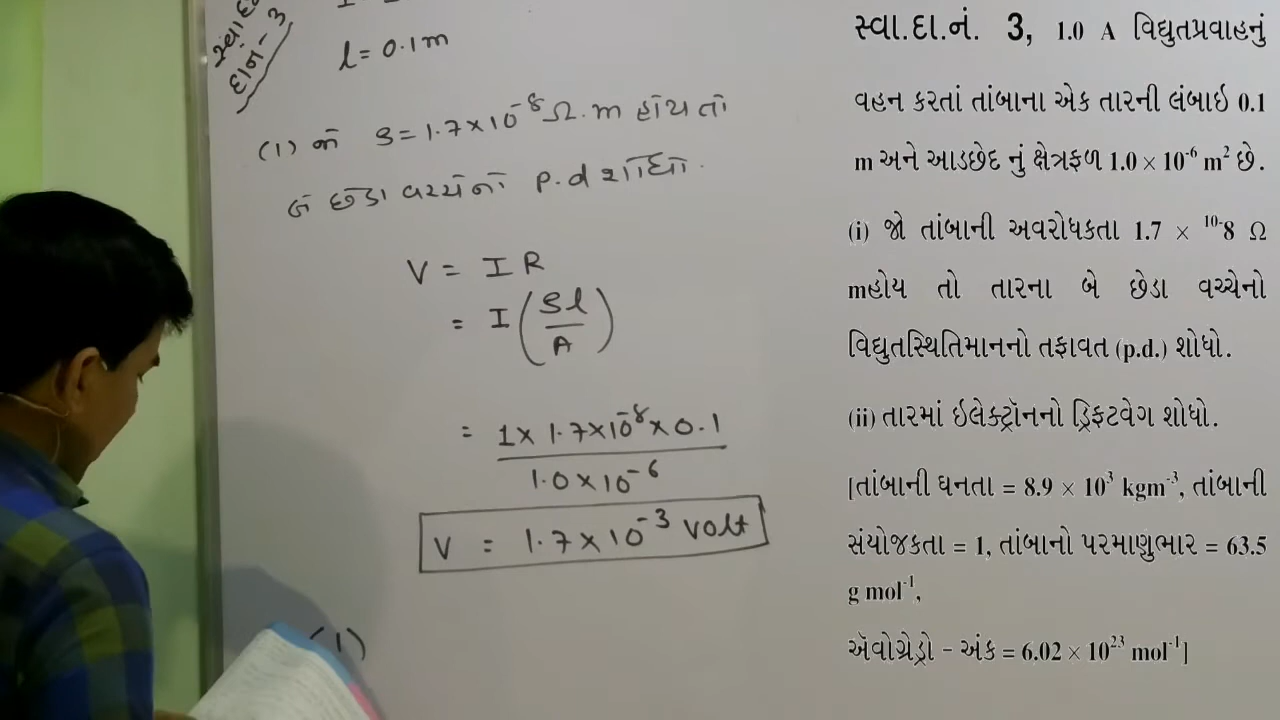 સ્વા.દા.નં. 3, 1.0 A વિદ્યુતપ્રવાહનું
વહન કરતાં તાંબાના એક તારની લંબાઇ 0.1
m અને આડછેદ નું ક્ષેત્રફળ 1.0 × 10⁻⁶ m² છે.
(i) જો તાંબાની અવરોધકતા 1.7 × ¹⁰⁻8 Ω
mહોય તો તારના બે છેડા વચ્ચેનો
વિદ્યુતસ્થિતિમાનનો તફાવત (p.d.) શોધો.
(ii) તારમાં ઇલેક્ટ્રૉનનો ડ્રિફટવેગ શોધો.
[તાંબાની ઘનતા = 8.9 × 10³ kgm⁻³, તાંબાની
સંયોજકતા = 1, તાંબાનો પરમાણુભાર = 63.5
g mol⁻¹,
ઍવોગ્રેડ્રો - અંક = 6.02 × 10²³ mol⁻¹]
દાનં - 3
l = 0.1m
(1) જો ρ = 1.7 × 10⁻⁸ Ω.m હોય તો
બે છેડા વચ્ચેનો p.d શોધો.
V = I R
= I (ρl / A)
= 1 × 1.7 × 10⁻⁸ × 0.1
1.0 × 10⁻⁶
V = 1.7 × 10⁻³ volt
(1)